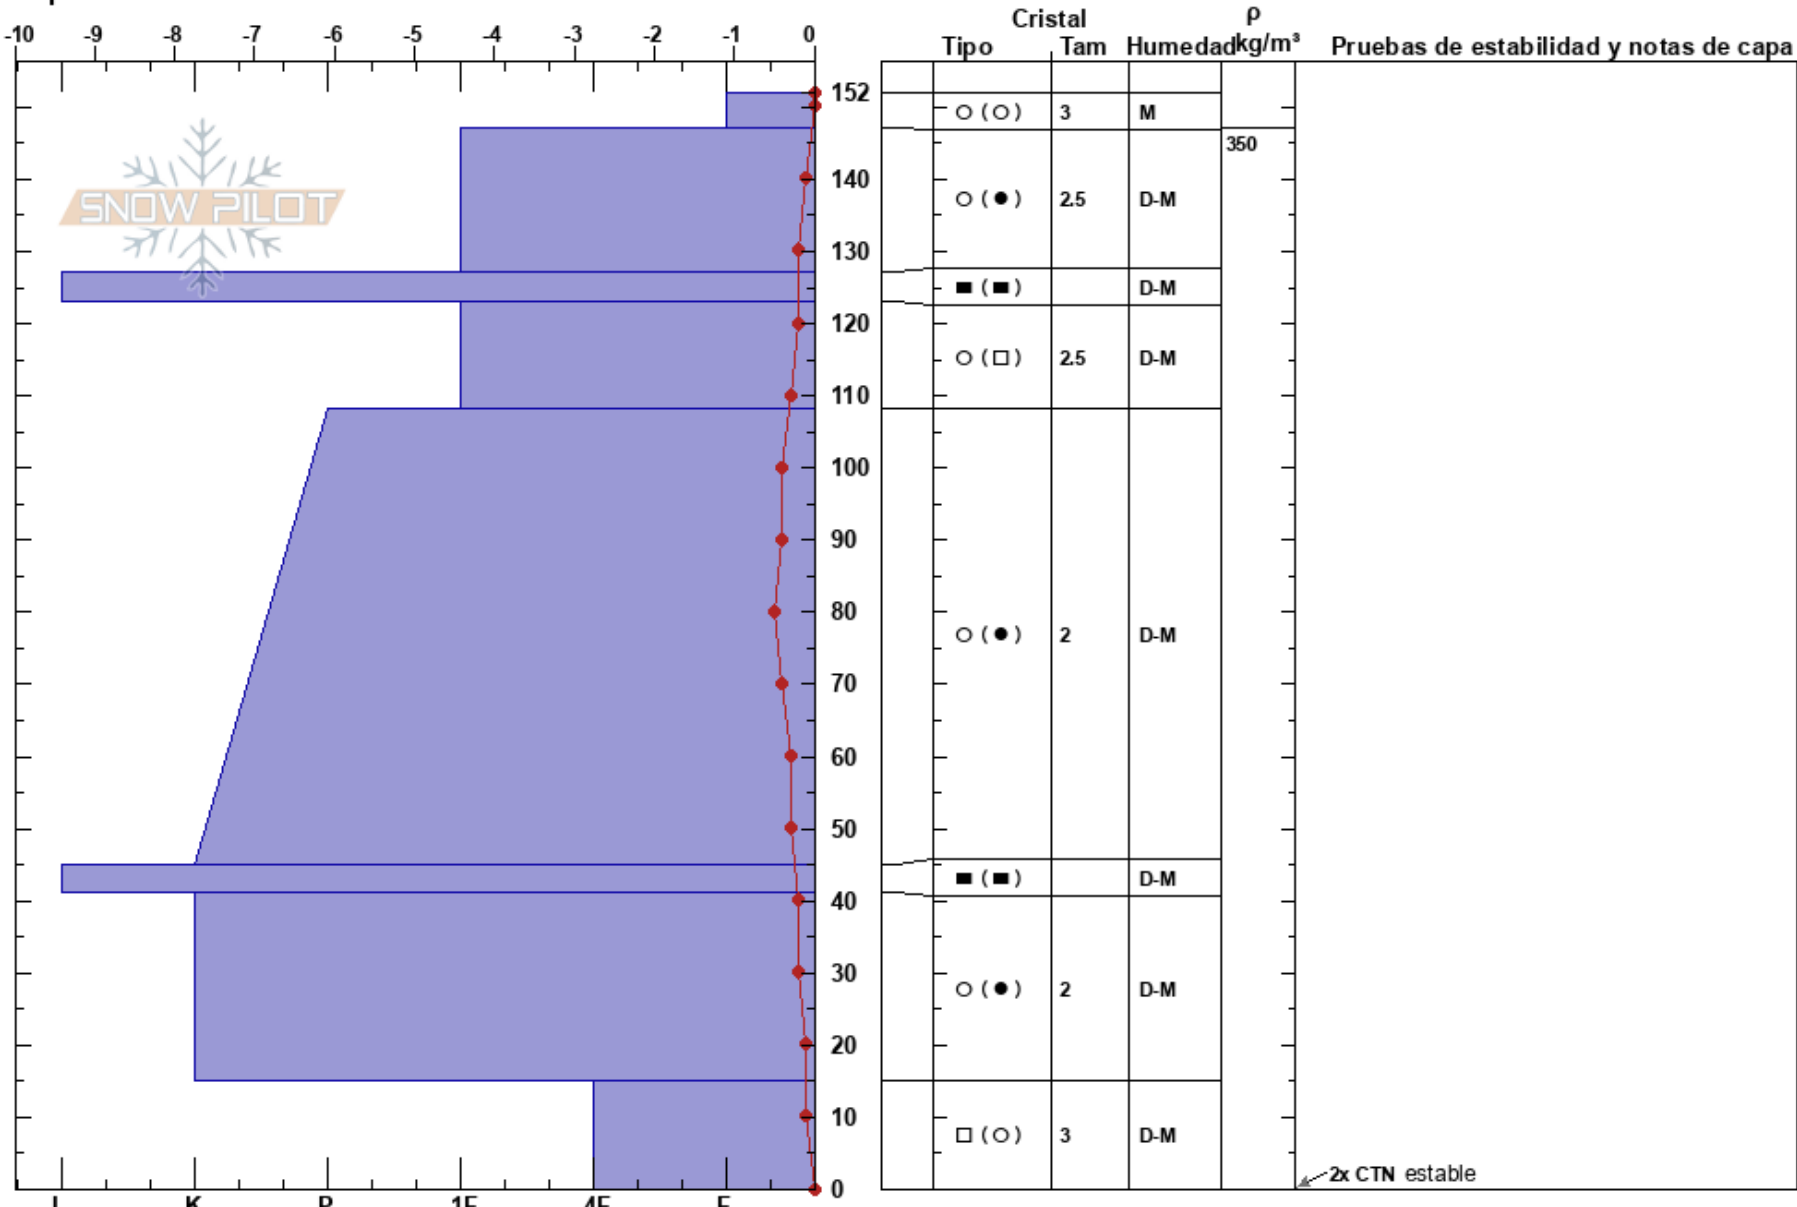 Cristal ρ
-10 -9 -8 -7 -6 -5 -4 -3 -2 -1 0 Tipo Tam Humedad kg/m³ Pruebas de estabilidad y notas de capa
152
○ (○) 3 M
350
SNOW PILOT
140
○ (●) 2.5 D-M
130
■ (■) D-M
120
○ (□) 2.5 D-M
110
100
90
80
○ (●) 2 D-M
70
60
50
■ (■) D-M
40
30
○ (●) 2 D-M
20
10
□ (○) 3 D-M
2x CTN estable
0
I K P 1F 4F F